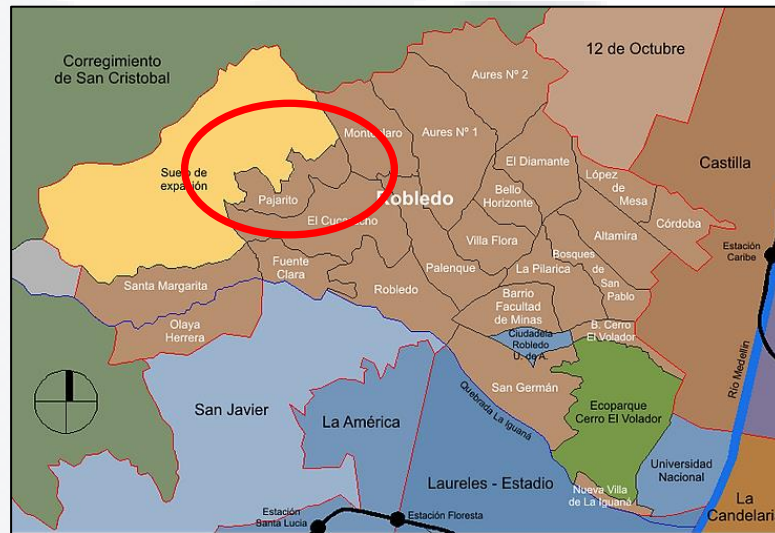 Corregimiento
de San Cristobal
12 de Octubre
Aures Nº 2
Monteclaro
Aures Nº 1
El Diamante
Castilla
López
de
Mesa
Suelo de
expasión
Pajarito
Robledo
Bello
Horizonte
Córdoba
El Cucaracho
Villa Flora
Altamira
Estación
Caribe
Fuente
Clara
Palenque
La Pilarica
Bosques
de
San
Pablo
Santa Margarita
Robledo
Barrio
Facultad
de Minas
Olaya
Herrera
Ciudadela
Robledo
U. de A.
B. Cerro
El Volador
San Germán
Río Medellín
San Javier
La América
Quebrada La Iguaná
Ecoparque
Cerro El Volador
Laureles - Estadio
Universidad
Nacional
Nueva Villa
de La Iguaná
La
Candelaria
Estación
Santa Lucia
Estación Floresta